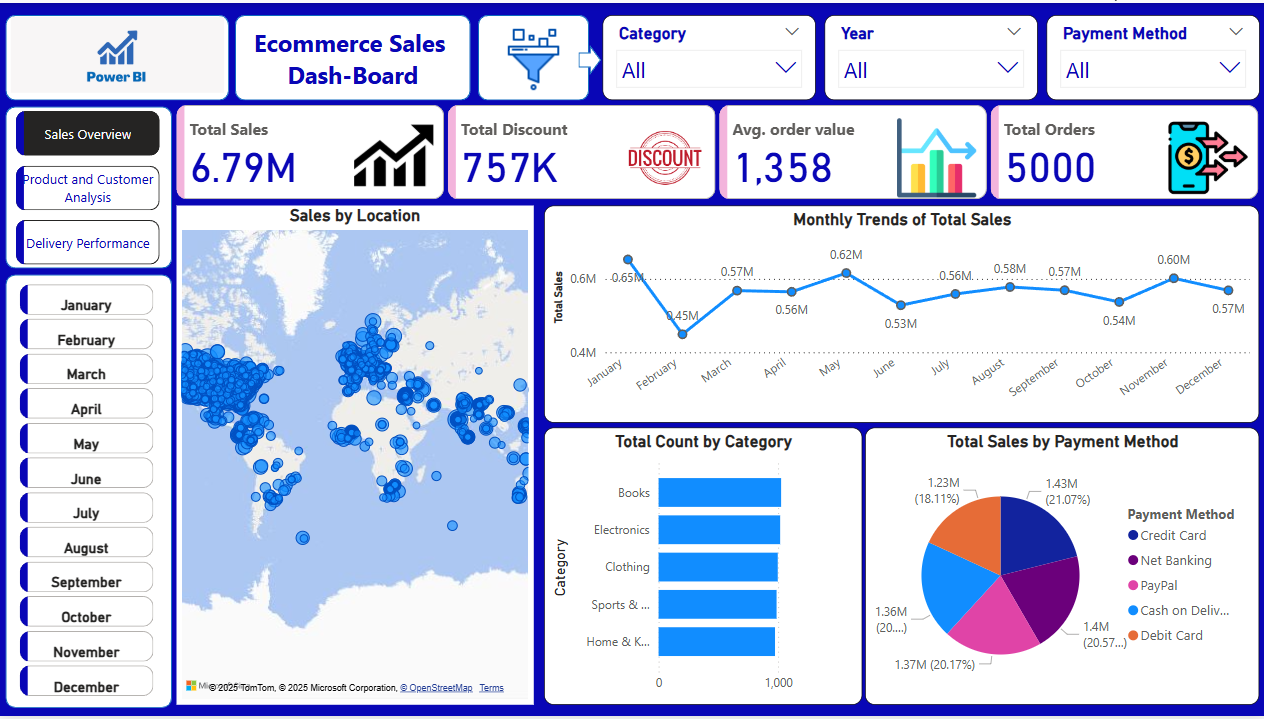 Power BI
Ecommerce Sales
Dash-Board
Category
All
Year
All
Payment Method
All
Sales Overview
Product and Customer
Analysis
Delivery Performance
Total Sales
6.79M
Total Discount
757K
DISCOUNT
Avg. order value
1,358
Total Orders
5000
$
January
February
March
April
May
June
July
August
September
October
November
December
Sales by Location
© 2025 TomTom, © 2025 Microsoft Corporation, © OpenStreetMap Terms
Monthly Trends of Total Sales
Total Sales
0.6M
0.4M
0.65M
0.45M
0.57M
0.56M
0.62M
0.53M
0.56M
0.58M
0.57M
0.54M
0.60M
0.57M
January
February
March
April
May
June
July
August
September
October
November
December
Total Count by Category
Category
Books
Electronics
Clothing
Sports & ...
Home & K...
0
1,000
Total Sales by Payment Method
1.23M
(18.11%)
1.43M
(21.07%)
1.36M
(20....)
1.4M
(20.57...)
1.37M (20.17%)
Payment Method
Credit Card
Net Banking
PayPal
Cash on Deliv...
Debit Card